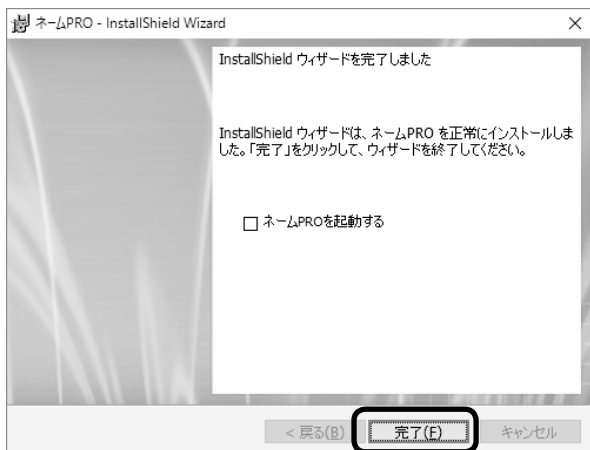 ネームPRO - InstallShield Wizard
InstallShield ウィザードを完了しました
InstallShield ウィザードは、ネームPRO を正常にインストールしま
した。「完了」をクリックして、ウィザードを終了してください。
ネームPROを起動する
< 戻る(B)
完了(F)
キャンセル